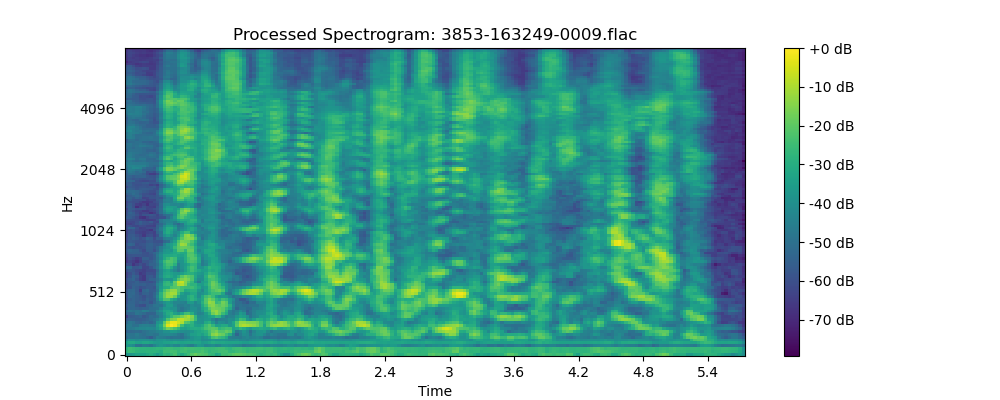 Processed Spectrogram: 3853-163249-0009.flac
+0 dB
-10 dB
-20 dB
-30 dB
-40 dB
-50 dB
-60 dB
-70 dB
4096
2048
1024
512
0
Hz
0 0.6 1.2 1.8 2.4 3 3.6 4.2 4.8 5.4
Time